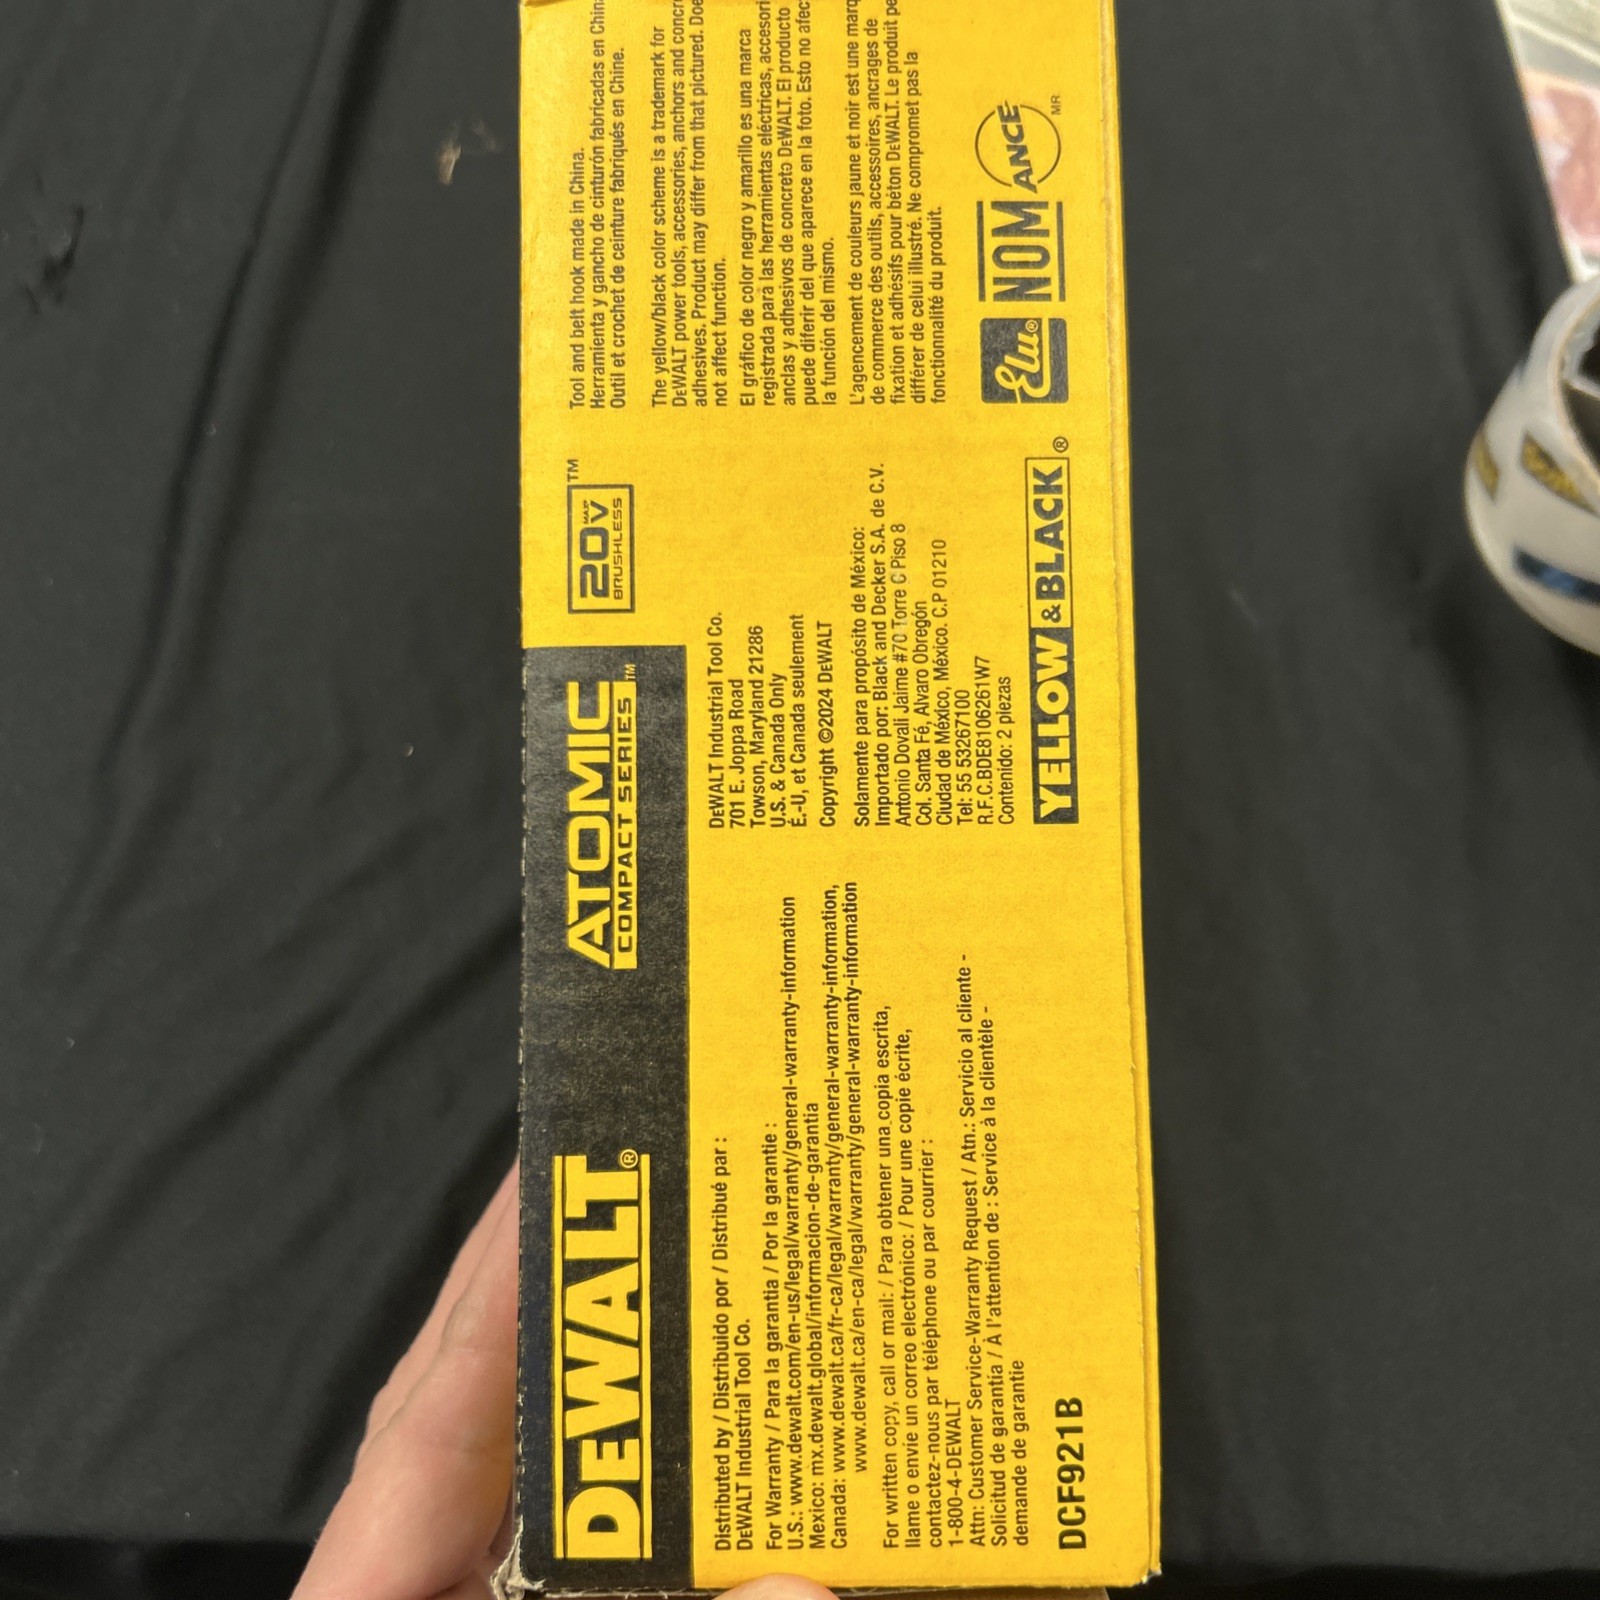 DEWALT®
ATOMIC
COMPACT SERIES™
20V MAX* ™
BRUSHLESS
Distributed by / Distribuido por / Distribué par :
DEWALT Industrial Tool Co.
For Warranty / Para la garantia / Por la garantie :
U.S.: www.dewalt.com/en-us/legal/warranty/general-warranty-information
Mexico: mx.dewalt.global/informacion-de-garantia
Canada: www.dewalt.ca/fr-ca/legal/warranty/general-warranty-information,
www.dewalt.ca/en-ca/legal/warranty/general-warranty-information
For written copy, call or mail: / Para obtener una copia escrita,
llame o envíe un correo electrónico: / Pour une copie écrite,
contactez-nous par téléphone ou par courrier :
1-800-4-DEWALT
Attn: Customer Service-Warranty Request / Atn.: Servicio al cliente -
Solicitud de garantía / À l'attention de : Service à la clientèle -
demande de garantie
DCF921B
DEWALT Industrial Tool Co.
701 E. Joppa Road
Towson, Maryland 21286
U.S. & Canada Only
É.-U, et Canada seulement
Copyright ©2024 DEWALT
Solamente para propósito de México:
Importado por: Black and Decker S.A. de C.V.
Antonio Dovali Jaime #70 Torre C Piso 8
Col. Santa Fé, Alvaro Obregón
Ciudad de México, México. C.P 01210
Tel: 55 53267100
R.F.C.BDE8106261W7
Contenido: 2 piezas
YELLOW & BLACK®
Tool and belt hook made in China.
Herramienta y gancho de cinturón fabricadas en China
Outil et crochet de ceinture fabriqués en Chine.
The yellow/black color scheme is a trademark for
DEWALT power tools, accessories, anchors and
adhesives. Product may differ from that pictured.
not affect function.
El gráfico de color negro y amarillo es una marca
registrada para las herramientas eléctricas,
anclas y adhesivos de concreto DEWALT. El producto
puede diferir del que aparece en la foto. Esto no
la función del mismo.
L'agencement de couleurs jaune et noir est une
de commerce des outils, accessoires, ancrages de
fixation et adhésifs pour béton DEWALT. Le produit
différer de celui illustré. Ne compromet pas la
fonctionnalité du produit.
Elu®
NOM
ANCE
MR